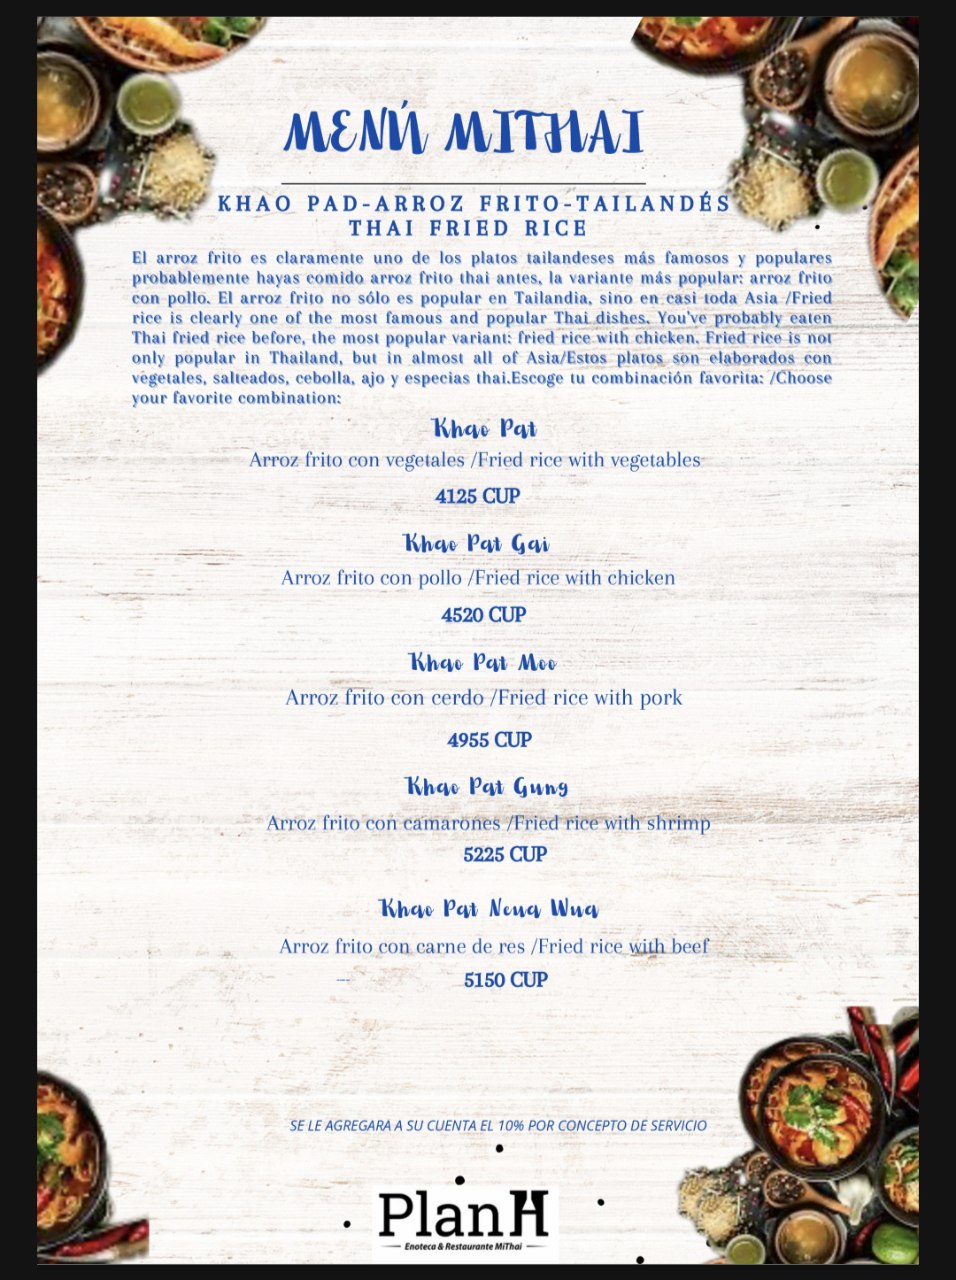 MENÚ MITHAI
KHAO PAD-ARROZ FRITO-TAILANDÉS
THAI FRIED RICE
El arroz frito es claramente uno de los platos tailandeses más famosos y populares
probablemente hayas comido arroz frito thai antes, la variante más popular: arroz frito
con pollo. El arroz frito no sólo es popular en Tailandia, sino en casi toda Asia /Fried
rice is clearly one of the most famous and popular Thai dishes. You've probably eaten
Thai fried rice before, the most popular variant: fried rice with chicken. Fried rice is not
only popular in Thailand, but in almost all of Asia/Estos platos son elaborados con
vegetales, salteados, cebolla, ajo y especias thai.Escoge tu combinación favorita: /Choose
your favorite combination:
Khao Pat
Arroz frito con vegetales /Fried rice with vegetables
4125 CUP
Khao Pat Gai
Arroz frito con pollo /Fried rice with chicken
4520 CUP
Khao Pat Moo
Arroz frito con cerdo /Fried rice with pork
4955 CUP
Khao Pat Gung
Arroz frito con camarones /Fried rice with shrimp
5225 CUP
Khao Pat Neua Wua
Arroz frito con carne de res /Fried rice with beef
5150 CUP
SE LE AGREGARA A SU CUENTA EL 10% POR CONCEPTO DE SERVICIO
PlanH
Enoteca & Restaurante MiThai